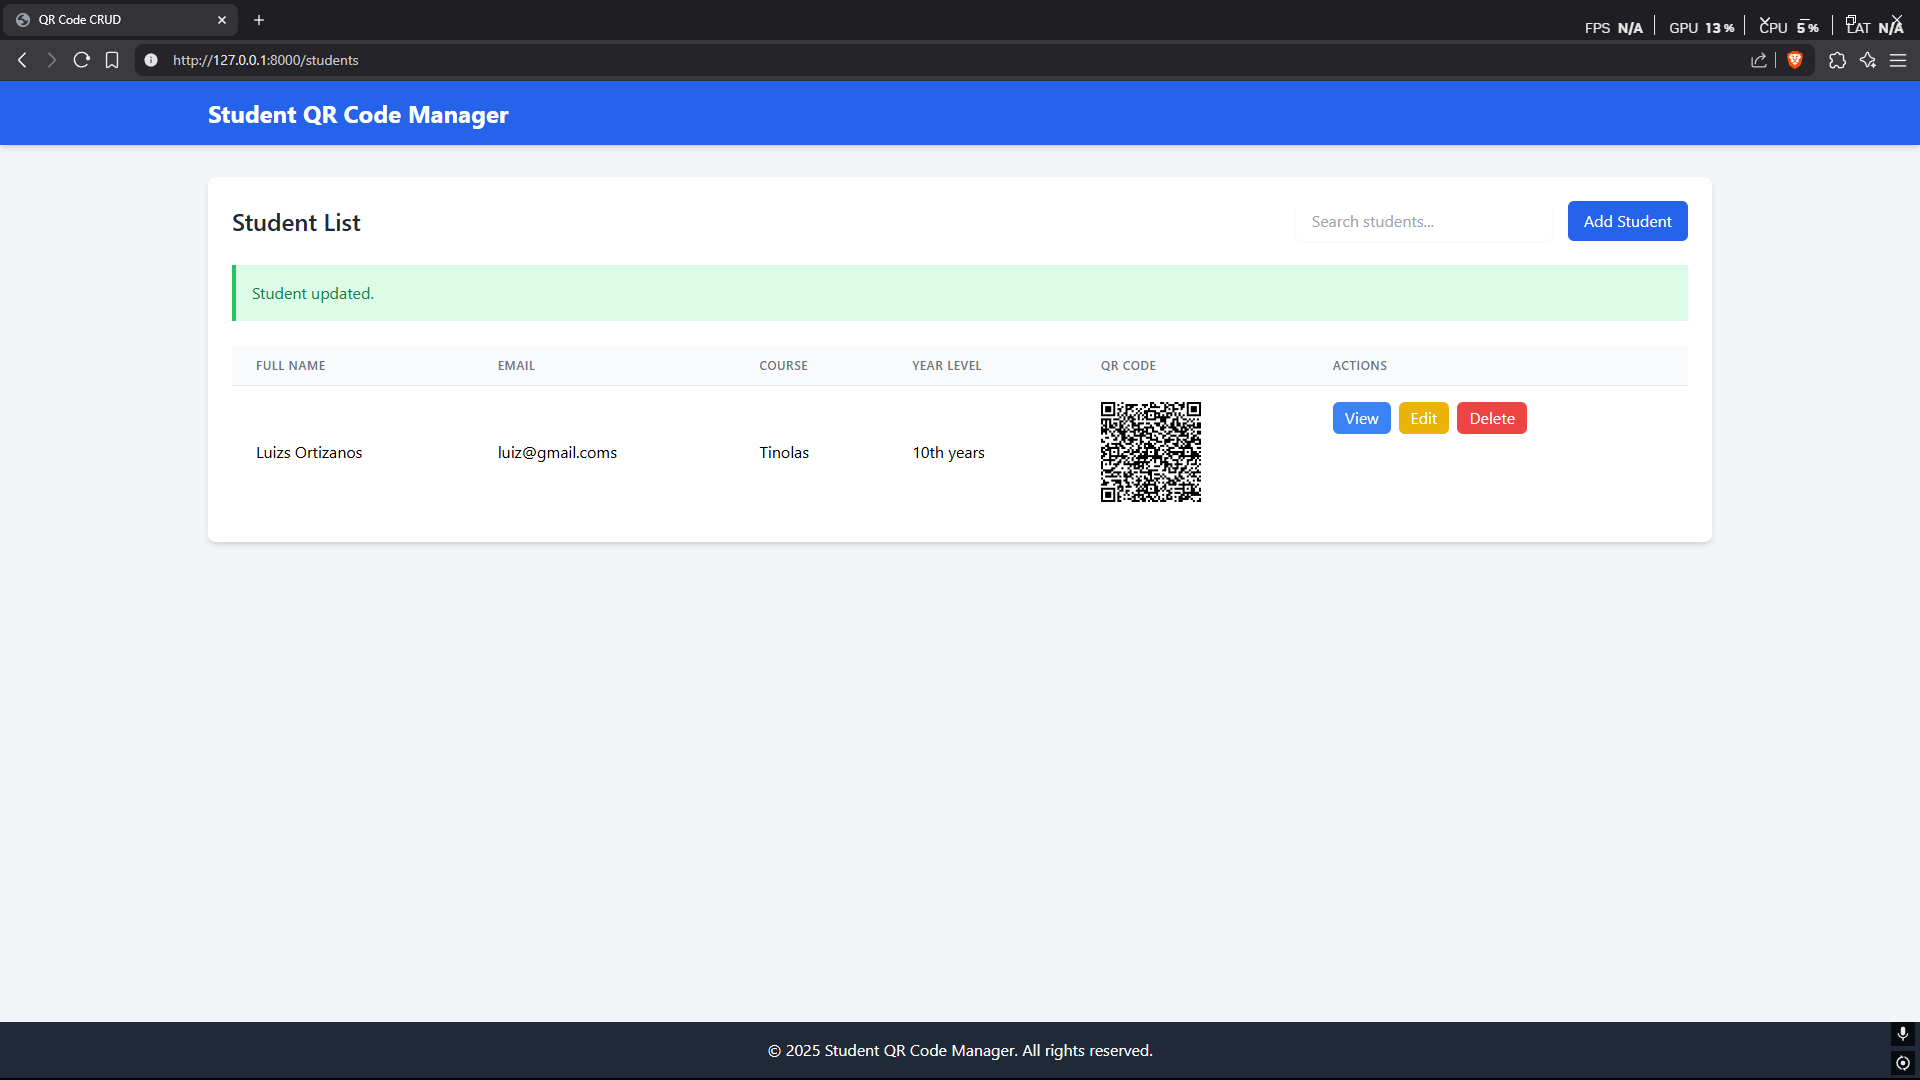 QR Code CRUD
FPS N/A GPU 13% CPU 5% LAT N/A
http://127.0.0.1:8000/students
Student QR Code Manager
Student List
Search students...
Add Student
Student updated.
FULL NAME EMAIL COURSE YEAR LEVEL QR CODE ACTIONS
Luizs Ortizanos luiz@gmail.coms Tinolas 10th years View Edit Delete
© 2025 Student QR Code Manager. All rights reserved.